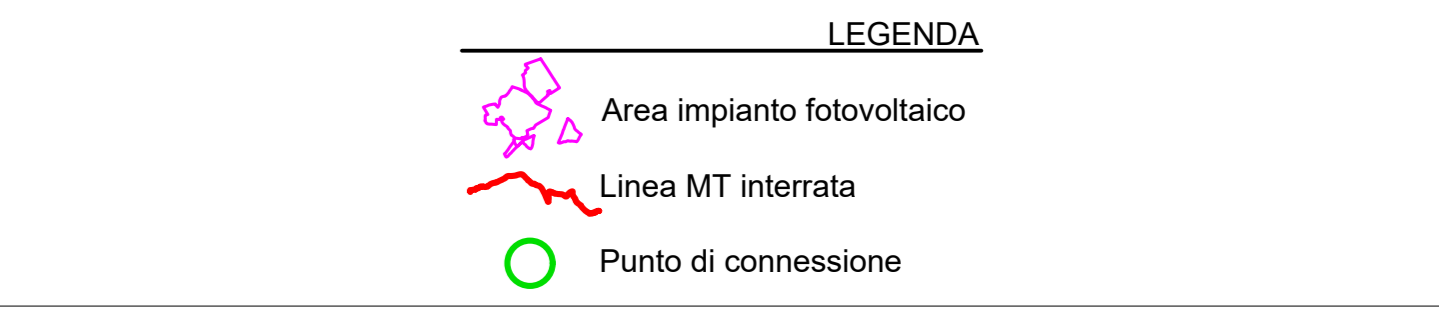 LEGENDA
Area impianto fotovoltaico
Linea MT interrata
Punto di connessione